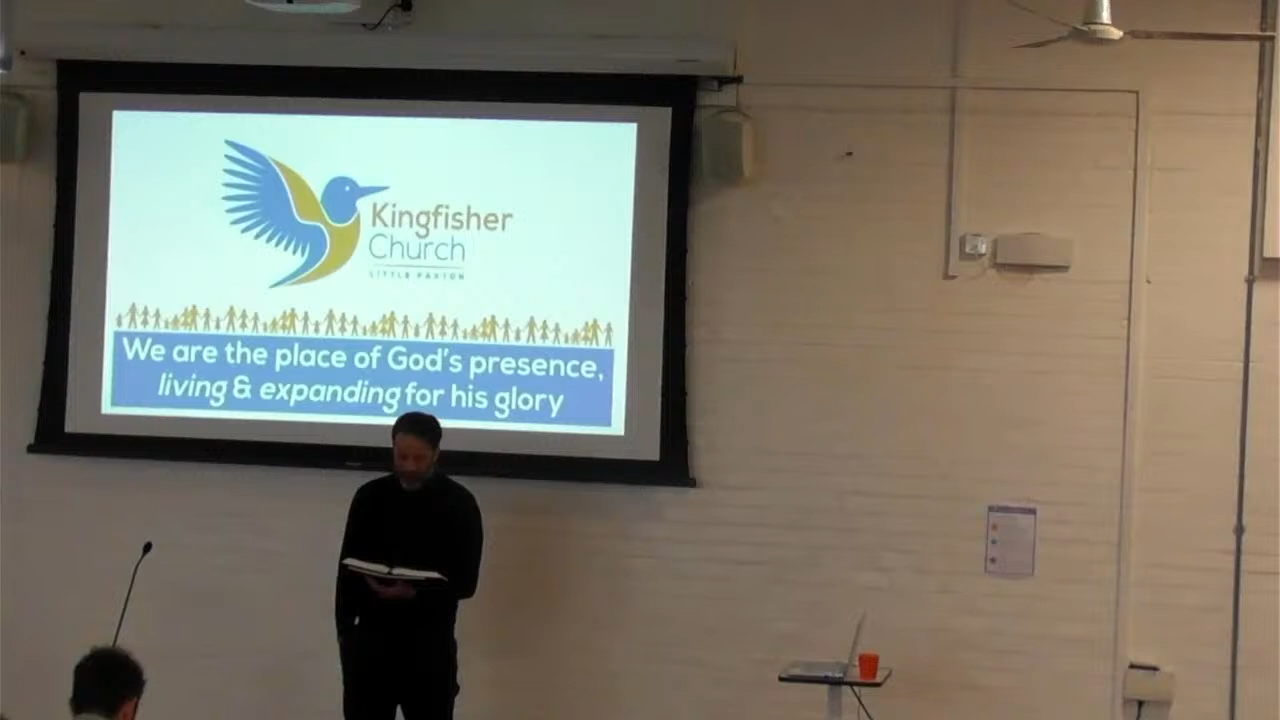 Kingfisher
Church
LITTLE PAXTON
We are the place of God's presence,
living & expanding for his glory